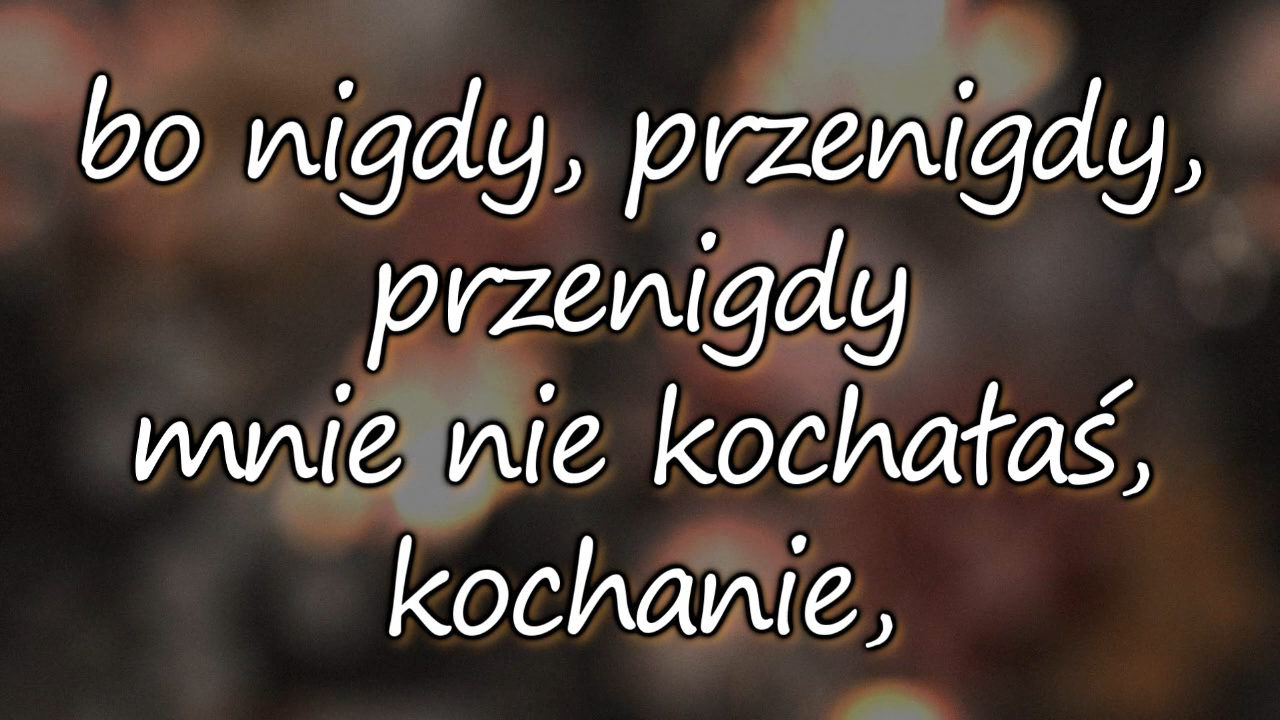 bo nigdy, przenigdy,
przenigdy
mnie nie kochałaś,
kochanie,